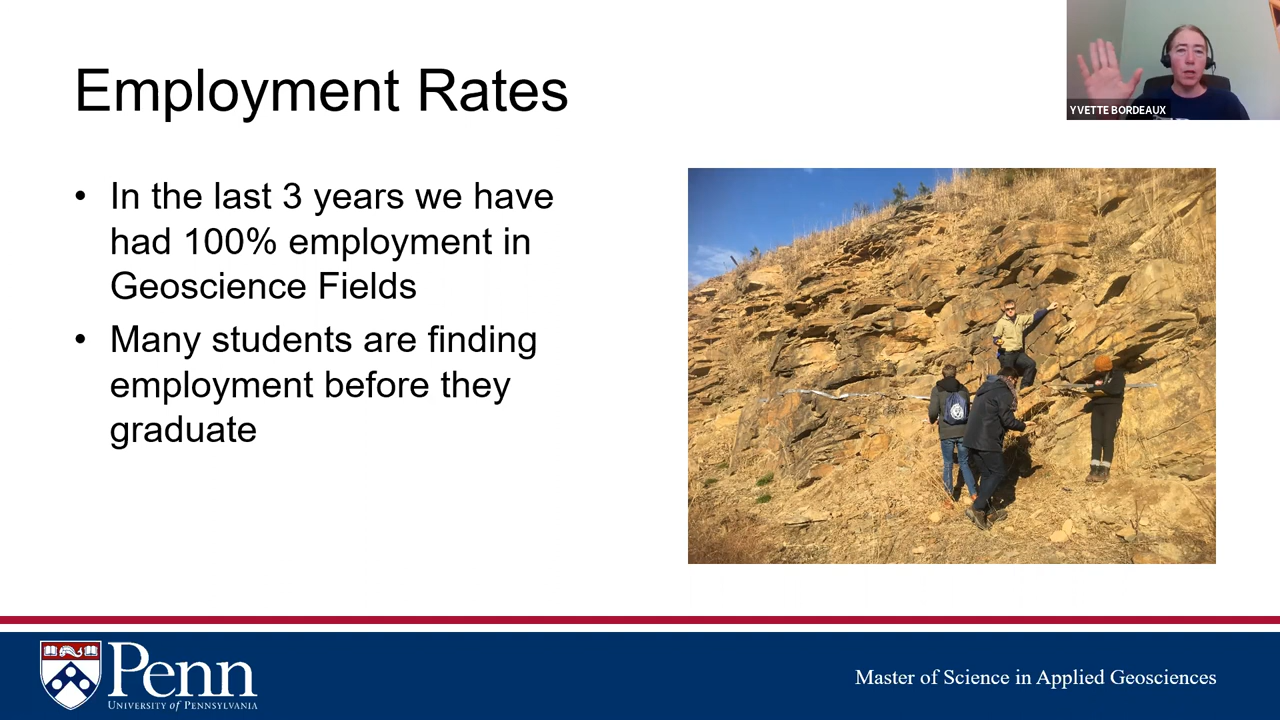 Employment Rates
YVETTE BORDEAUX
• In the last 3 years we have
had 100% employment in
Geoscience Fields
• Many students are finding
employment before they
graduate
Penn
UNIVERSITY of PENNSYLVANIA
Master of Science in Applied Geosciences